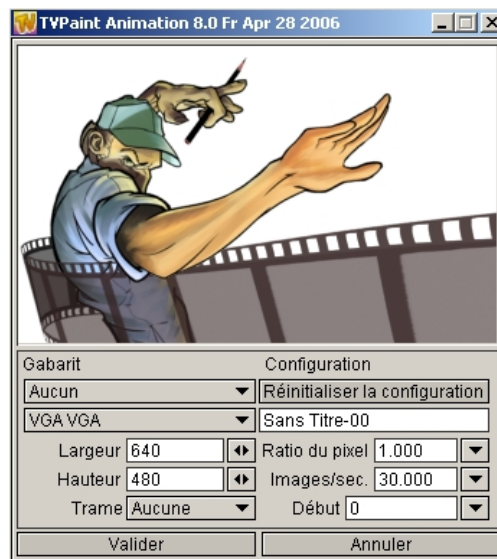 TVPaint Animation 8.0 Fr Apr 28 2006
Gabarit Configuration
Aucun Réinitialiser la configuration
VGA VGA Sans Titre-00
Largeur 640 Ratio du pixel 1.000
Hauteur 480 Images/sec. 30.000
Trame Aucune Début 0
Valider Annuler